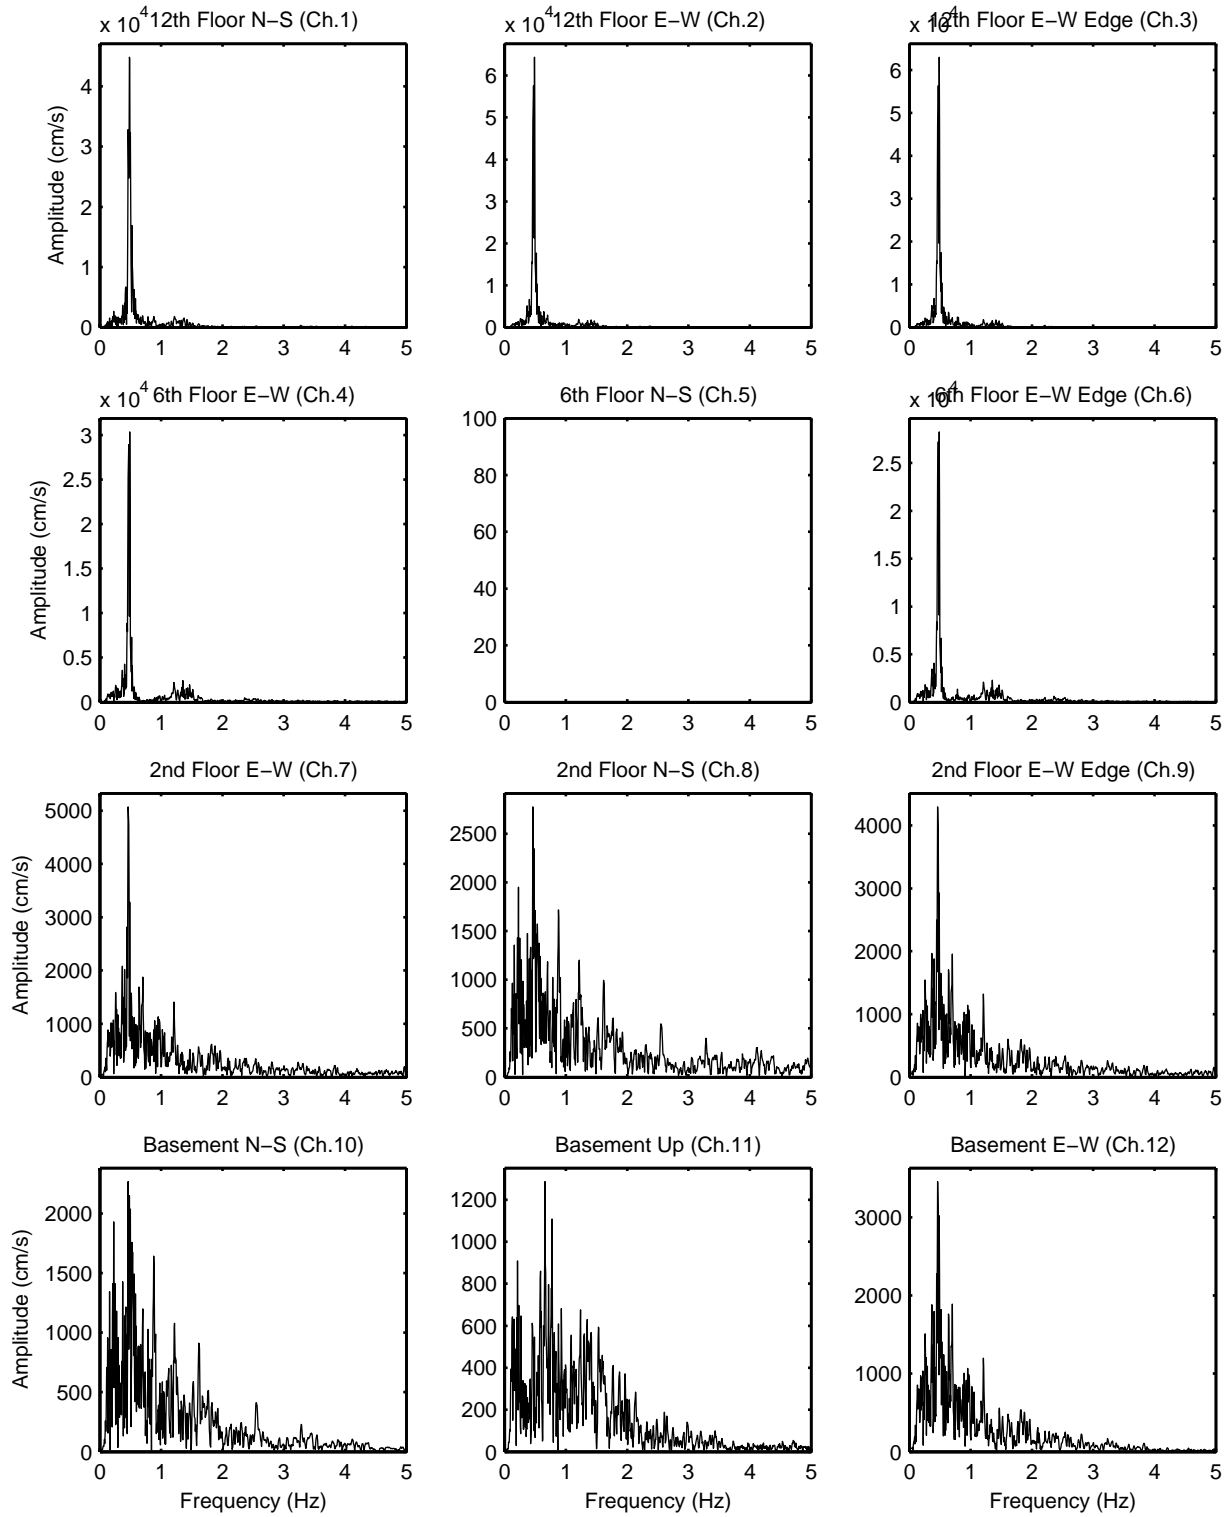 x 10^4 12th Floor N−S (Ch.1)
x 10^4 12th Floor E−W (Ch.2)
x 10^4 12th Floor E−W Edge (Ch.3)
Amplitude (cm/s)
4
3
2
1
0
0 1 2 3 4 5
6
5
4
3
2
1
0
0 1 2 3 4 5
6
5
4
3
2
1
0
0 1 2 3 4 5
x 10^4 6th Floor E−W (Ch.4)
6th Floor N−S (Ch.5)
x 10^4 6th Floor E−W Edge (Ch.6)
Amplitude (cm/s)
3
2.5
2
1.5
1
0.5
0
0 1 2 3 4 5
100
80
60
40
20
0
0 1 2 3 4 5
2.5
2
1.5
1
0.5
0
0 1 2 3 4 5
2nd Floor E−W (Ch.7)
2nd Floor N−S (Ch.8)
2nd Floor E−W Edge (Ch.9)
Amplitude (cm/s)
5000
4000
3000
2000
1000
0
0 1 2 3 4 5
2500
2000
1500
1000
500
0
0 1 2 3 4 5
4000
3000
2000
1000
0
0 1 2 3 4 5
Basement N−S (Ch.10)
Basement Up (Ch.11)
Basement E−W (Ch.12)
Amplitude (cm/s)
2000
1500
1000
500
0
0 1 2 3 4 5
Frequency (Hz)
1200
1000
800
600
400
200
0
0 1 2 3 4 5
Frequency (Hz)
3000
2000
1000
0
0 1 2 3 4 5
Frequency (Hz)